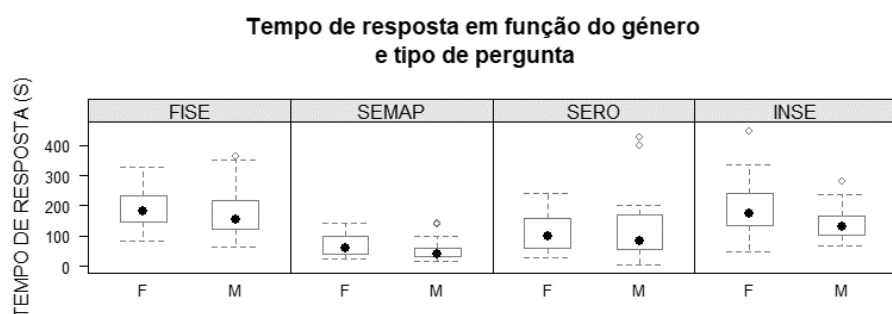 Tempo de resposta em função do género
e tipo de pergunta
TEMPO DE RESPOSTA (S)
FISE SEMAP SERO INSE
400
300
200
100
0
F M F M F M F M